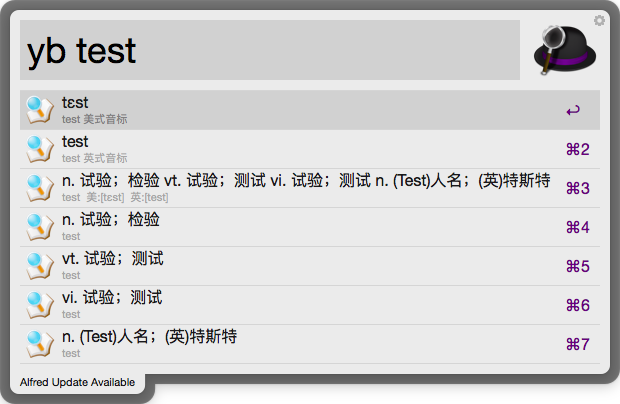 yb test
tɛst
test 美式音标
↩
test
test 英式音标
⌘2
n. 试验；检验 vt. 试验；测试 vi. 试验；测试 n. (Test)人名；(英)特斯特
test 美:[tɛst] 英:[test]
⌘3
n. 试验；检验
test
⌘4
vt. 试验；测试
test
⌘5
vi. 试验；测试
test
⌘6
n. (Test)人名；(英)特斯特
test
⌘7
Alfred Update Available